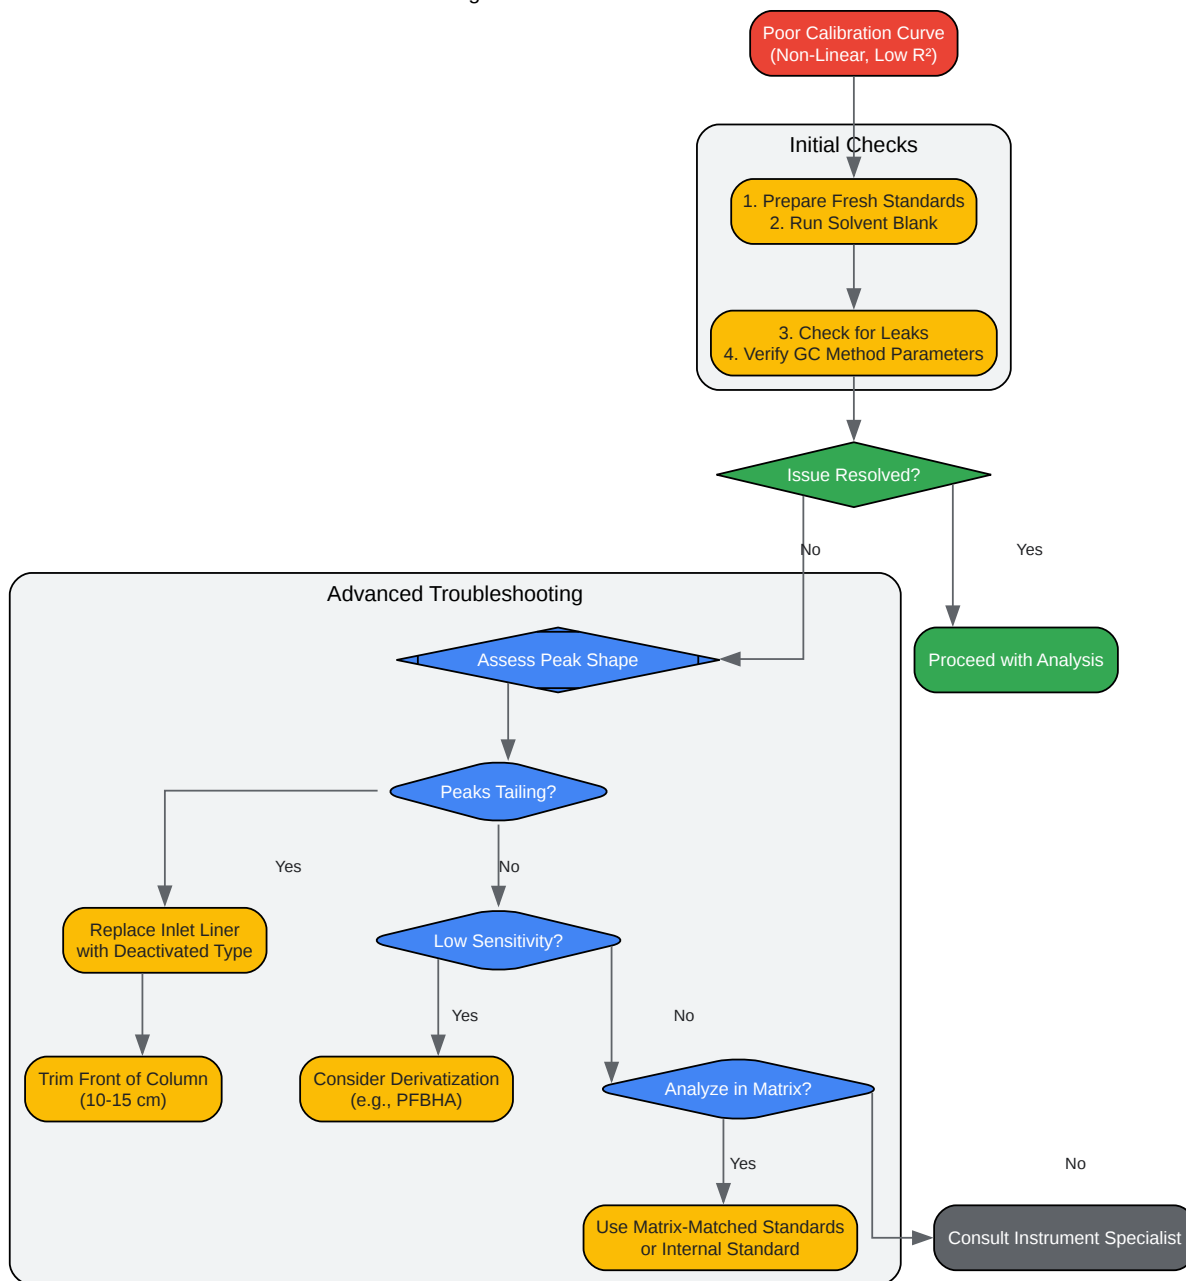 Poor Calibration Curve
(Non-Linear, Low R²)
Initial Checks
1. Prepare Fresh Standards
2. Run Solvent Blank
3. Check for Leaks
4. Verify GC Method Parameters
Issue Resolved?
No
Yes
Advanced Troubleshooting
Assess Peak Shape
Proceed with Analysis
Peaks Tailing?
Yes
No
Replace Inlet Liner
with Deactivated Type
Low Sensitivity?
Yes
No
Trim Front of Column
(10-15 cm)
Consider Derivatization
(e.g., PFBHA)
Analyze in Matrix?
Yes
No
Use Matrix-Matched Standards
or Internal Standard
Consult Instrument Specialist